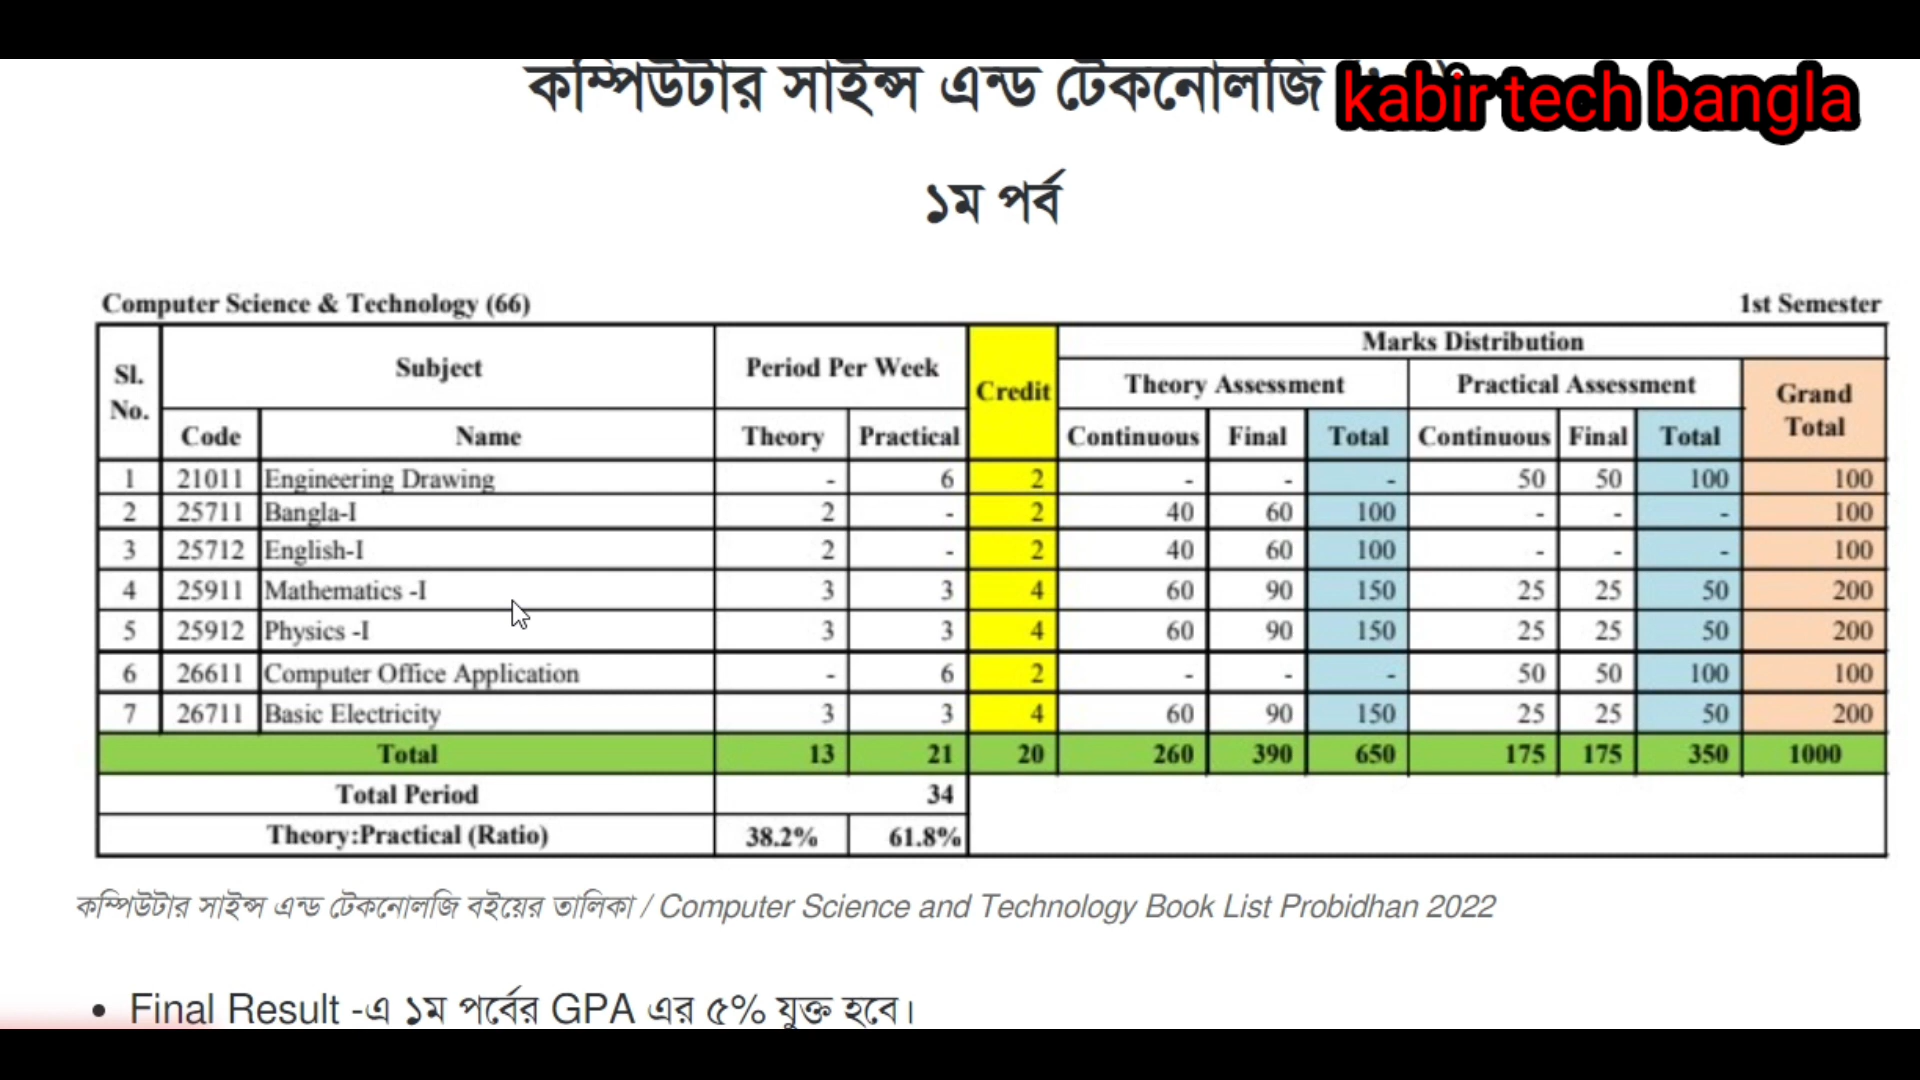 কম্পিউটার সাইন্স এন্ড টেকনোলজি
kabir tech bangla
১ম পর্ব
Computer Science & Technology (66) 1st Semester
Sl. No. Subject Period Per Week Credit Marks Distribution
Theory Assessment Practical Assessment Grand Total
Code Name Theory Practical Continuous Final Total Continuous Final Total
1 21011 Engineering Drawing - 6 2 - - - 50 50 100 100
2 25711 Bangla-I 2 - 2 40 60 100 - - - 100
3 25712 English-I 2 - 2 40 60 100 - - - 100
4 25911 Mathematics -I 3 3 4 60 90 150 25 25 50 200
5 25912 Physics -I 3 3 4 60 90 150 25 25 50 200
6 26611 Computer Office Application - 6 2 - - - 50 50 100 100
7 26711 Basic Electricity 3 3 4 60 90 150 25 25 50 200
Total 13 21 20 260 390 650 175 175 350 1000
Total Period 34
Theory:Practical (Ratio) 38.2% 61.8%
কম্পিউটার সাইন্স এন্ড টেকনোলজি বইয়ের তালিকা / Computer Science and Technology Book List Probidhan 2022
• Final Result -এ ১ম পর্বের GPA এর ৫% যুক্ত হবে।